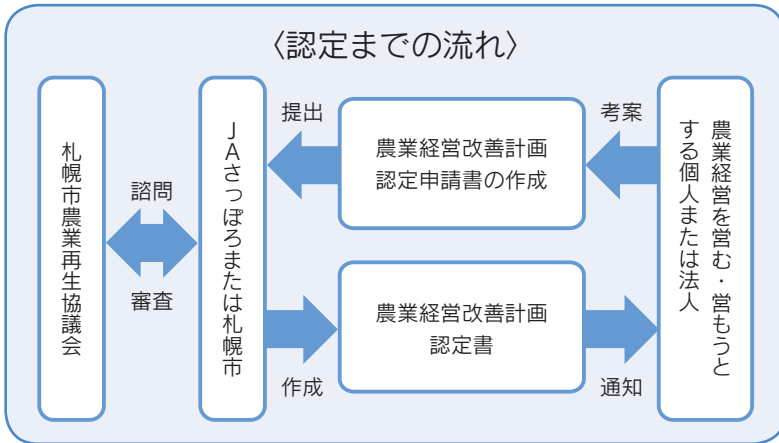 〈認定までの流れ〉
札幌市農業再生協議会
諮問
審査
JAさっぽろまたは札幌市
提出
農業経営改善計画
認定申請書の作成
考案
農業経営を営む・営もうと
する個人または法人
作成
農業経営改善計画
認定書
通知